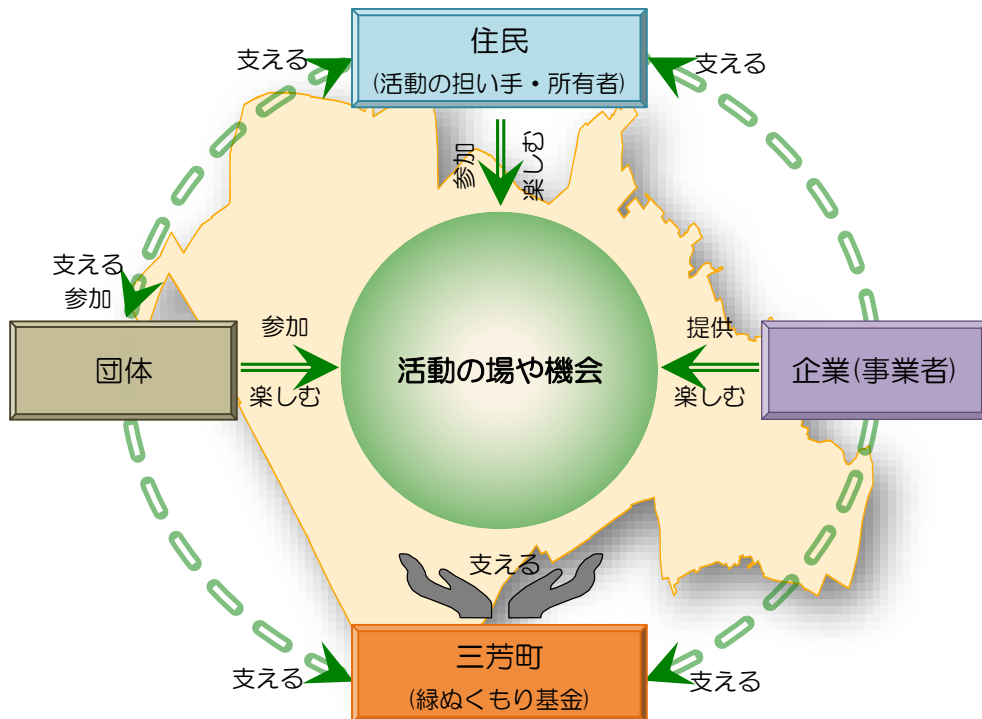 住民
(活動の担い手・所有者)
支える
支える
参加
楽しむ
支える
参加
団体
参加
楽しむ
活動の場や機会
提供
楽しむ
企業(事業者)
支える
三芳町
(緑ぬくもり基金)
支える
支える